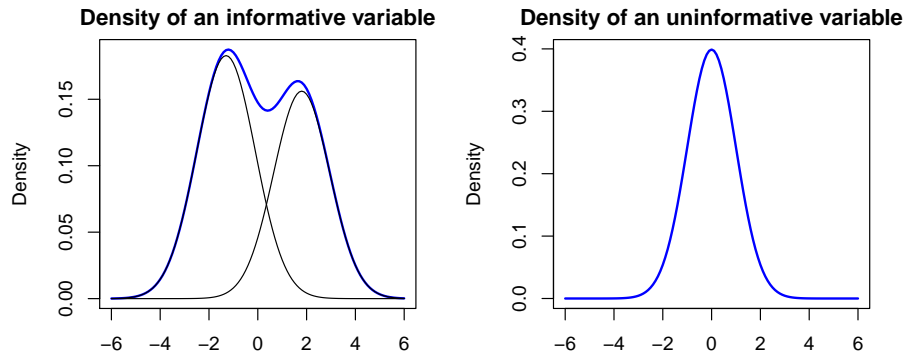 Density of an informative variable
Density
0.00
0.05
0.10
0.15
−6 −4 −2 0 2 4 6
Density of an uninformative variable
Density
0.0
0.1
0.2
0.3
0.4
−6 −4 −2 0 2 4 6